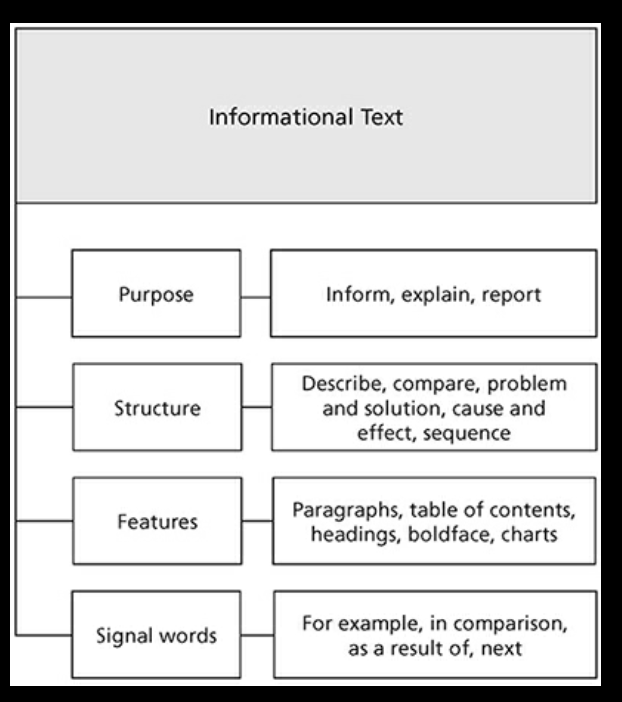 Informational Text
Purpose
Inform, explain, report
Structure
Describe, compare, problem
and solution, cause and
effect, sequence
Features
Paragraphs, table of contents,
headings, boldface, charts
Signal words
For example, in comparison,
as a result of, next